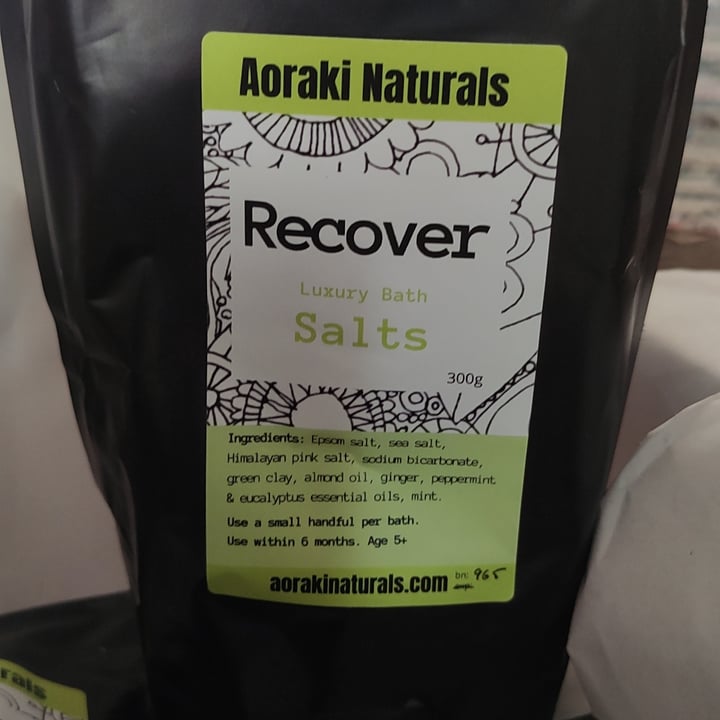 Aoraki Naturals
Recover
Luxury Bath
Salts
300g
Ingredients: Epsom salt, sea salt,
Himalayan pink salt, sodium bicarbonate,
green clay, almond oil, ginger, peppermint
& eucalyptus essential oils, mint.
Use a small handful per bath.
Use within 6 months. Age 5+
aorakinaturals.com bn: 965
rals